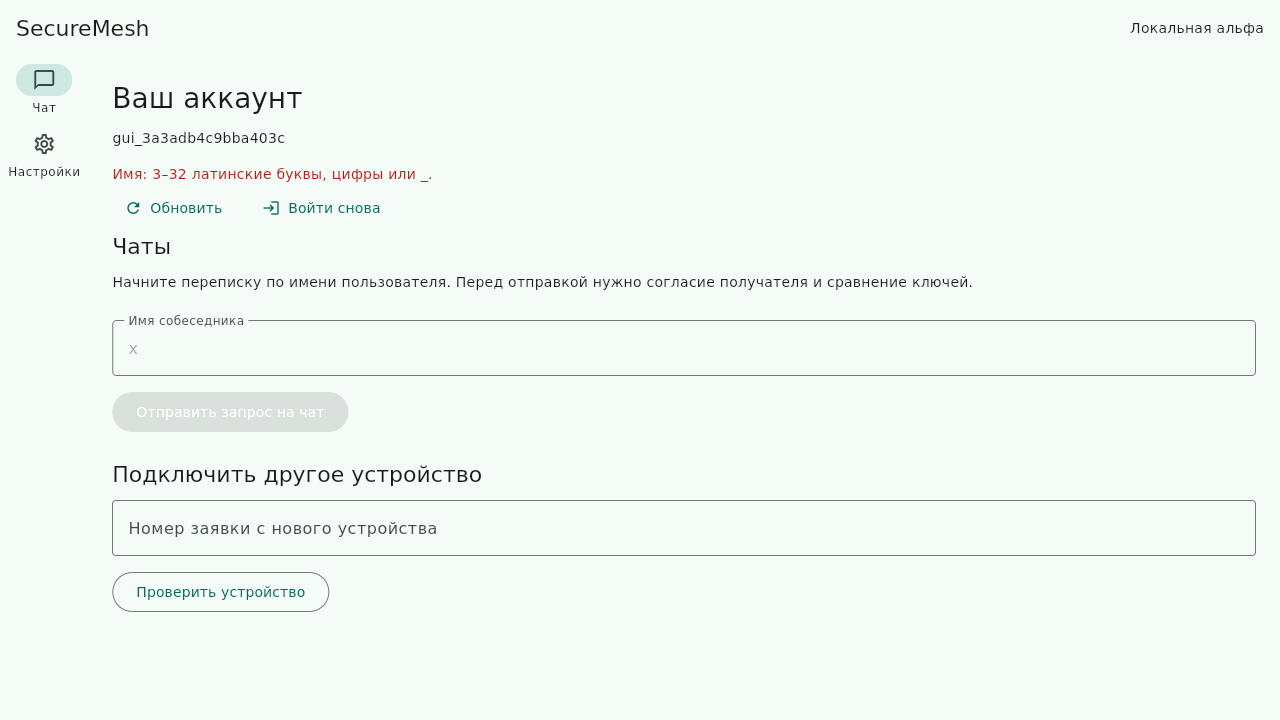 SecureMesh
Локальная альфа
Чат
Настройки
Ваш аккаунт
gui_3a3adb4c9bba403c
Имя: 3–32 латинские буквы, цифры или _.
Обновить
Войти снова
Чаты
Начните переписку по имени пользователя. Перед отправкой нужно согласие получателя и сравнение ключей.
Имя собеседника
x
Отправить запрос на чат
Подключить другое устройство
Номер заявки с нового устройства
Проверить устройство